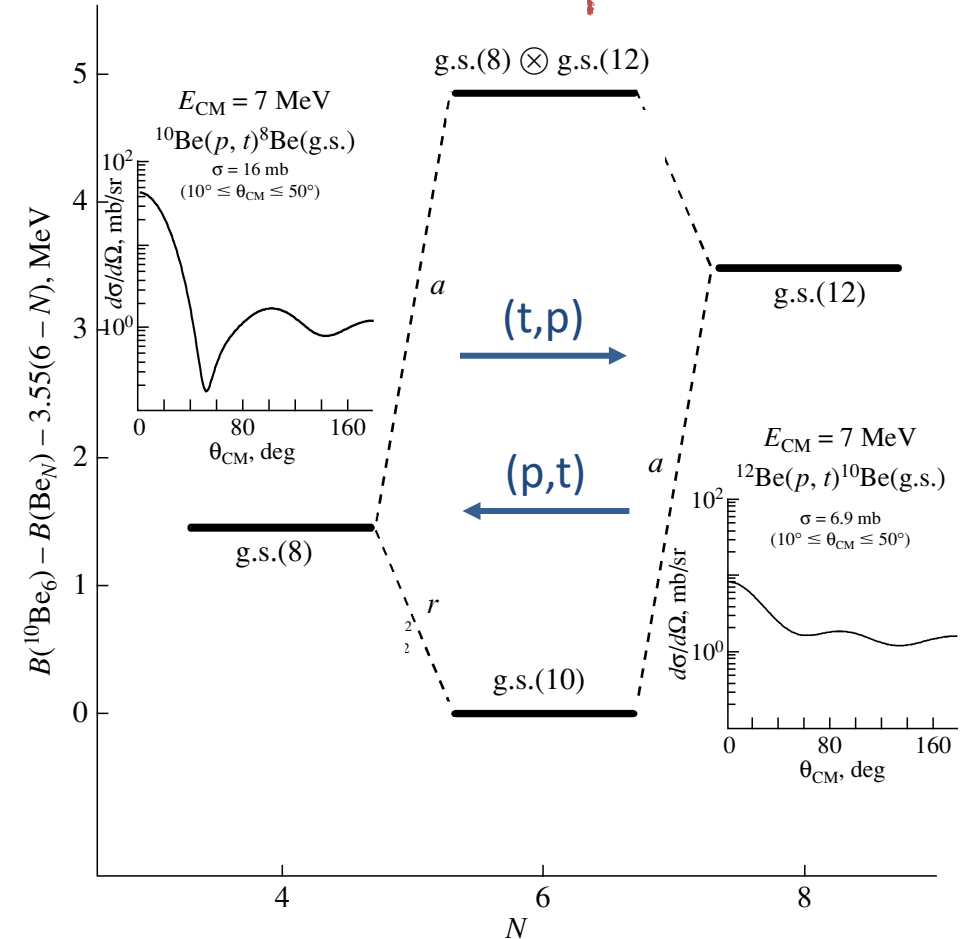 g.s.(8) ⊗ g.s.(12)
5
4
3
2
1
0
B(¹⁰Be₆) – B(Be_N) – 3.55(6 – N), MeV
E_CM = 7 MeV
¹⁰Be(p, t)⁸Be(g.s.)
σ = 16 mb
(10° ≤ θ_CM ≤ 50°)
10²
10⁰
dσ/dΩ, mb/sr
0 80 160
θ_CM, deg
a
(t,p)
g.s.(12)
(p,t)
a
g.s.(8)
r
2
2
g.s.(10)
E_CM = 7 MeV
¹²Be(p, t)¹⁰Be(g.s.)
σ = 6.9 mb
(10° ≤ θ_CM ≤ 50°)
10²
10⁰
dσ/dΩ, mb/sr
0 80 160
θ_CM, deg
4 6 8
N